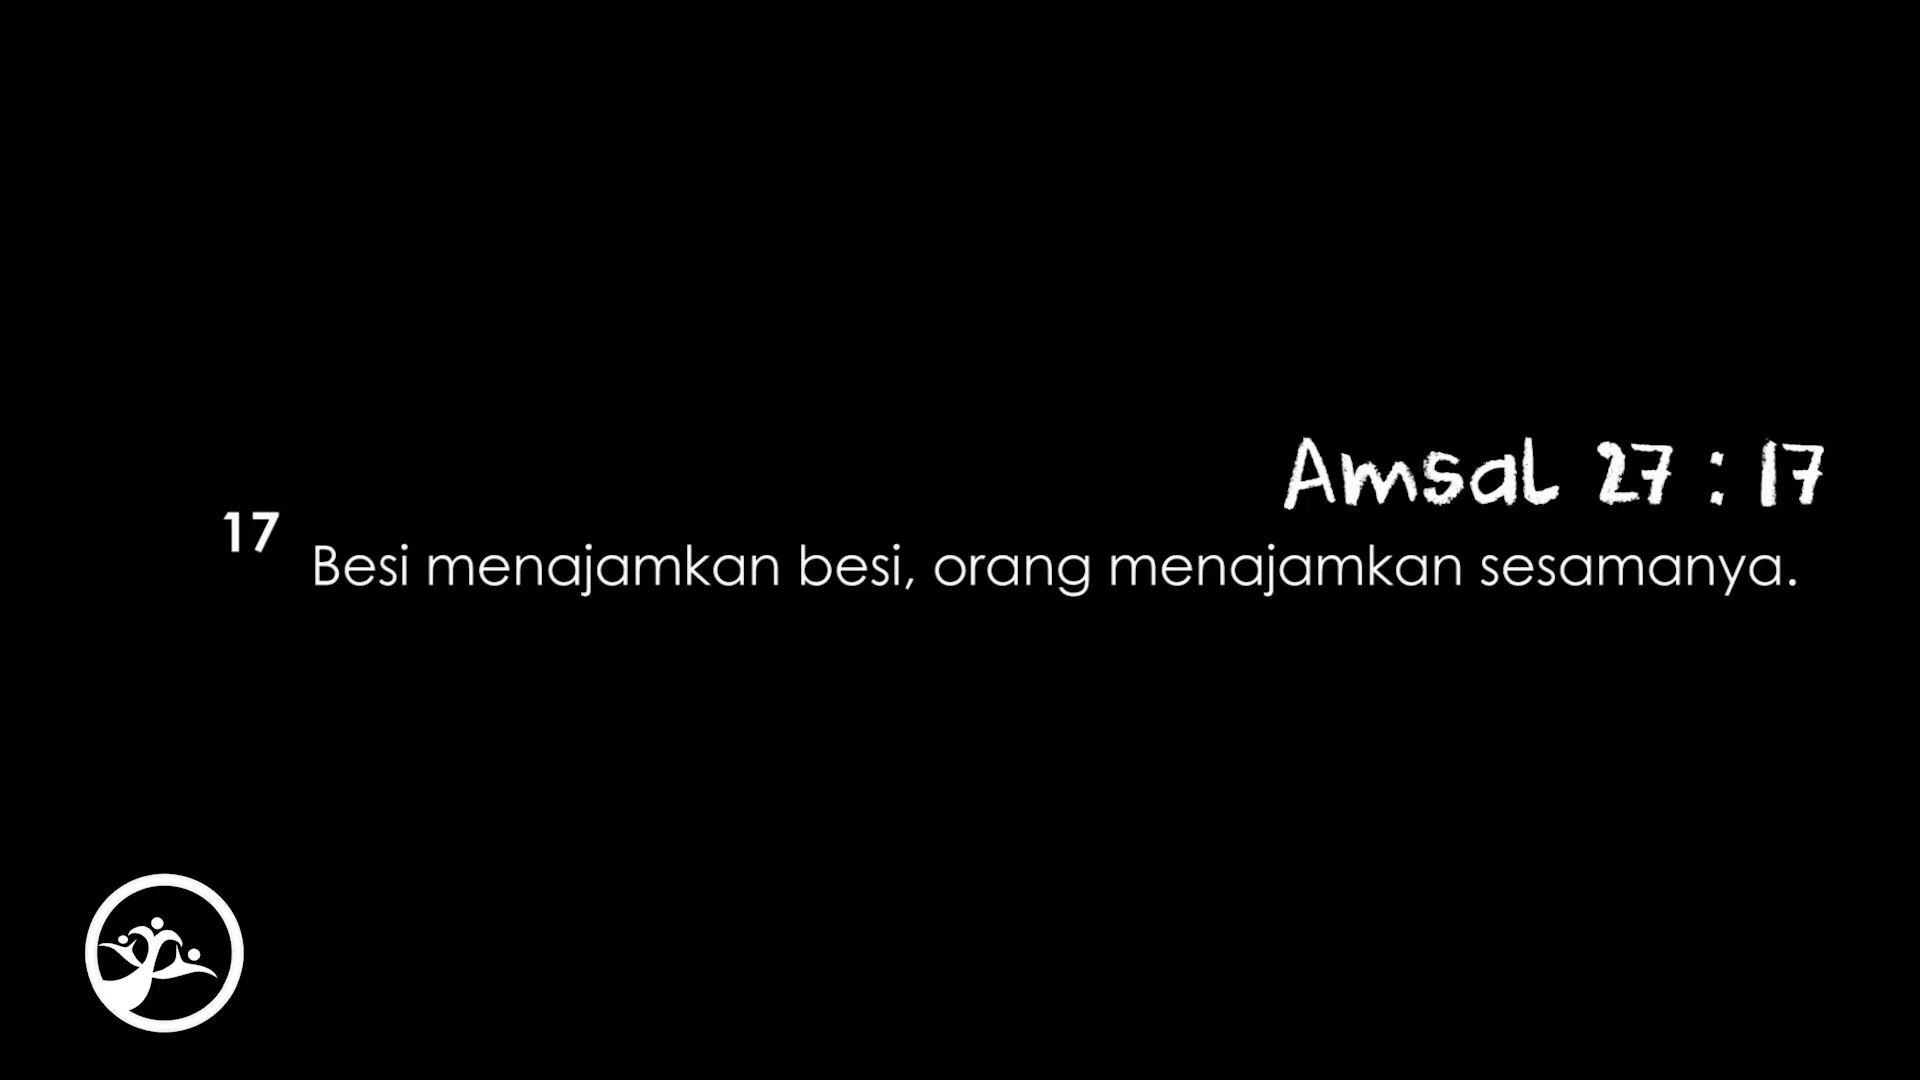 Amsal 27 : 17
17 Besi menajamkan besi, orang menajamkan sesamanya.